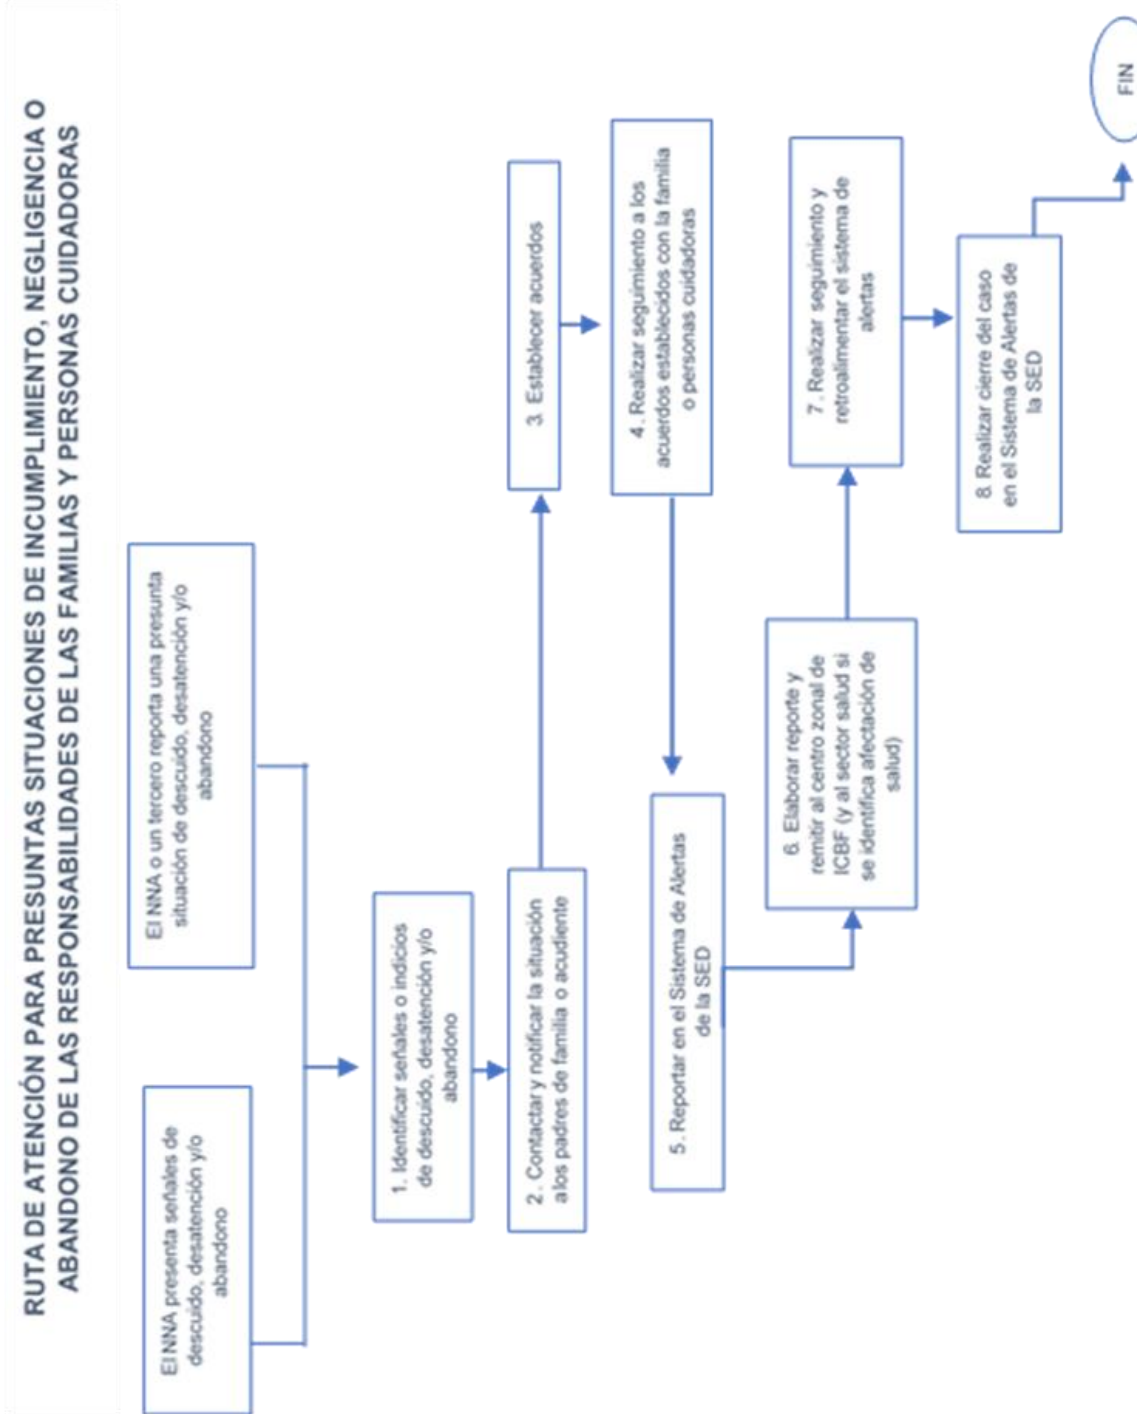 RUTA DE ATENCIÓN PARA PRESUNTAS SITUACIONES DE INCUMPLIMIENTO, NEGLIGENCIA O
ABANDONO DE LAS RESPONSABILIDADES DE LAS FAMILIAS Y PERSONAS CUIDADORAS
El NNA presenta señales de
descuido, desatención y/o
abandono
El NNA o un tercero reporta una presunta
situación de descuido, desatención y/o
abandono
1. Identificar señales o indicios
de descuido, desatención y/o
abandono
2. Contactar y notificar la situación
a los padres de familia o acudiente
3. Establecer acuerdos
4. Realizar seguimiento a los
acuerdos establecidos con la familia
o personas cuidadoras
5. Reportar en el Sistema de Alertas
de la SED
6. Elaborar reporte y
remitir al centro zonal de
ICBF (y al sector salud si
se identifica afectación de
salud)
7. Realizar seguimiento y
retroalimentar el sistema de
alertas
8. Realizar cierre del caso
en el Sistema de Alertas de
la SED
FIN